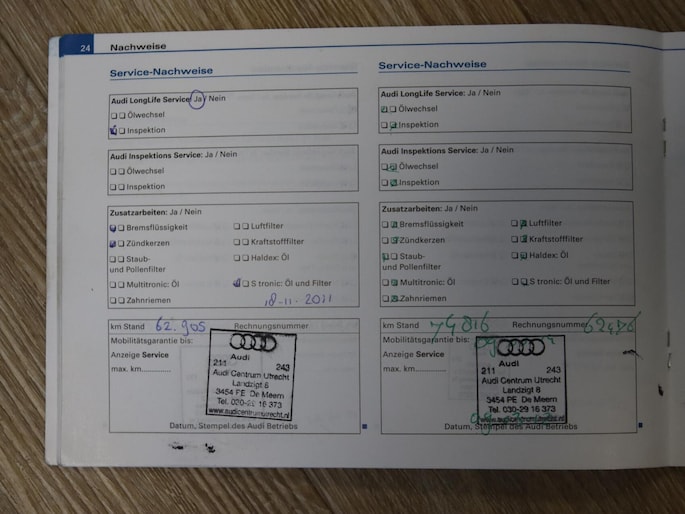 24 Nachweise
Service-Nachweise
Audi LongLife Service: Ja / Nein
Ölwechsel
Inspektion
Audi Inspektions Service: Ja / Nein
Ölwechsel
Inspektion
Zusatzarbeiten: Ja / Nein
Bremsflüssigkeit Luftfilter
Zündkerzen Kraftstofffilter
Staub- Haldex: Öl
und Pollenfilter
Multitronic: Öl S tronic: Öl und Filter
Zahnriemen 18-11-2011
km Stand 62.905 Rechnungsnummer
Mobilitätsgarantie bis:
Anzeige Service
max. km..............
Audi
211 243
Audi Centrum Utrecht
Landzigt 8
3454 PE De Meern
Tel. 030-29 16 373
www.audicentrumutrecht.nl
Datum, Stempel des Audi Betriebs
Service-Nachweise
Audi LongLife Service: Ja / Nein
Ölwechsel
Inspektion
Audi Inspektions Service: Ja / Nein
Ölwechsel
Inspektion
Zusatzarbeiten: Ja / Nein
Bremsflüssigkeit Luftfilter
Zündkerzen Kraftstofffilter
Staub- Haldex: Öl
und Pollenfilter
Multitronic: Öl S tronic: Öl und Filter
Zahnriemen
km Stand 74816 Rechnungsnummer
Mobilitätsgarantie bis:
Anzeige Service
max. km..............
Audi
211 243
Audi Centrum Utrecht
Landzigt 8
3454 PE De Meern
Tel. 030-29 16 373
Datum, Stempel des Audi Betriebs